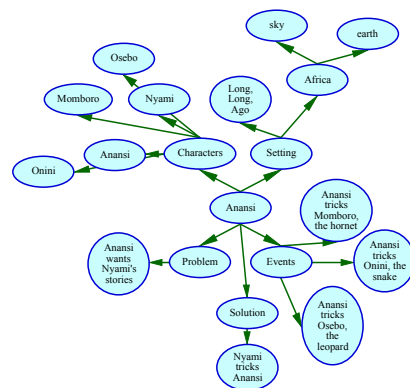 sky
earth
Osebo
Africa
Momboro
Nyami
Long,
Long,
Ago
Onini
Anansi
Characters
Setting
Anansi
Anansi
tricks
Momboro,
the hornet
Anansi
wants
Nyami's
stories
Problem
Events
Anansi
tricks
Onini, the
snake
Solution
Anansi
tricks
Osebo,
the
leopard
Nyami
tricks
Anansi